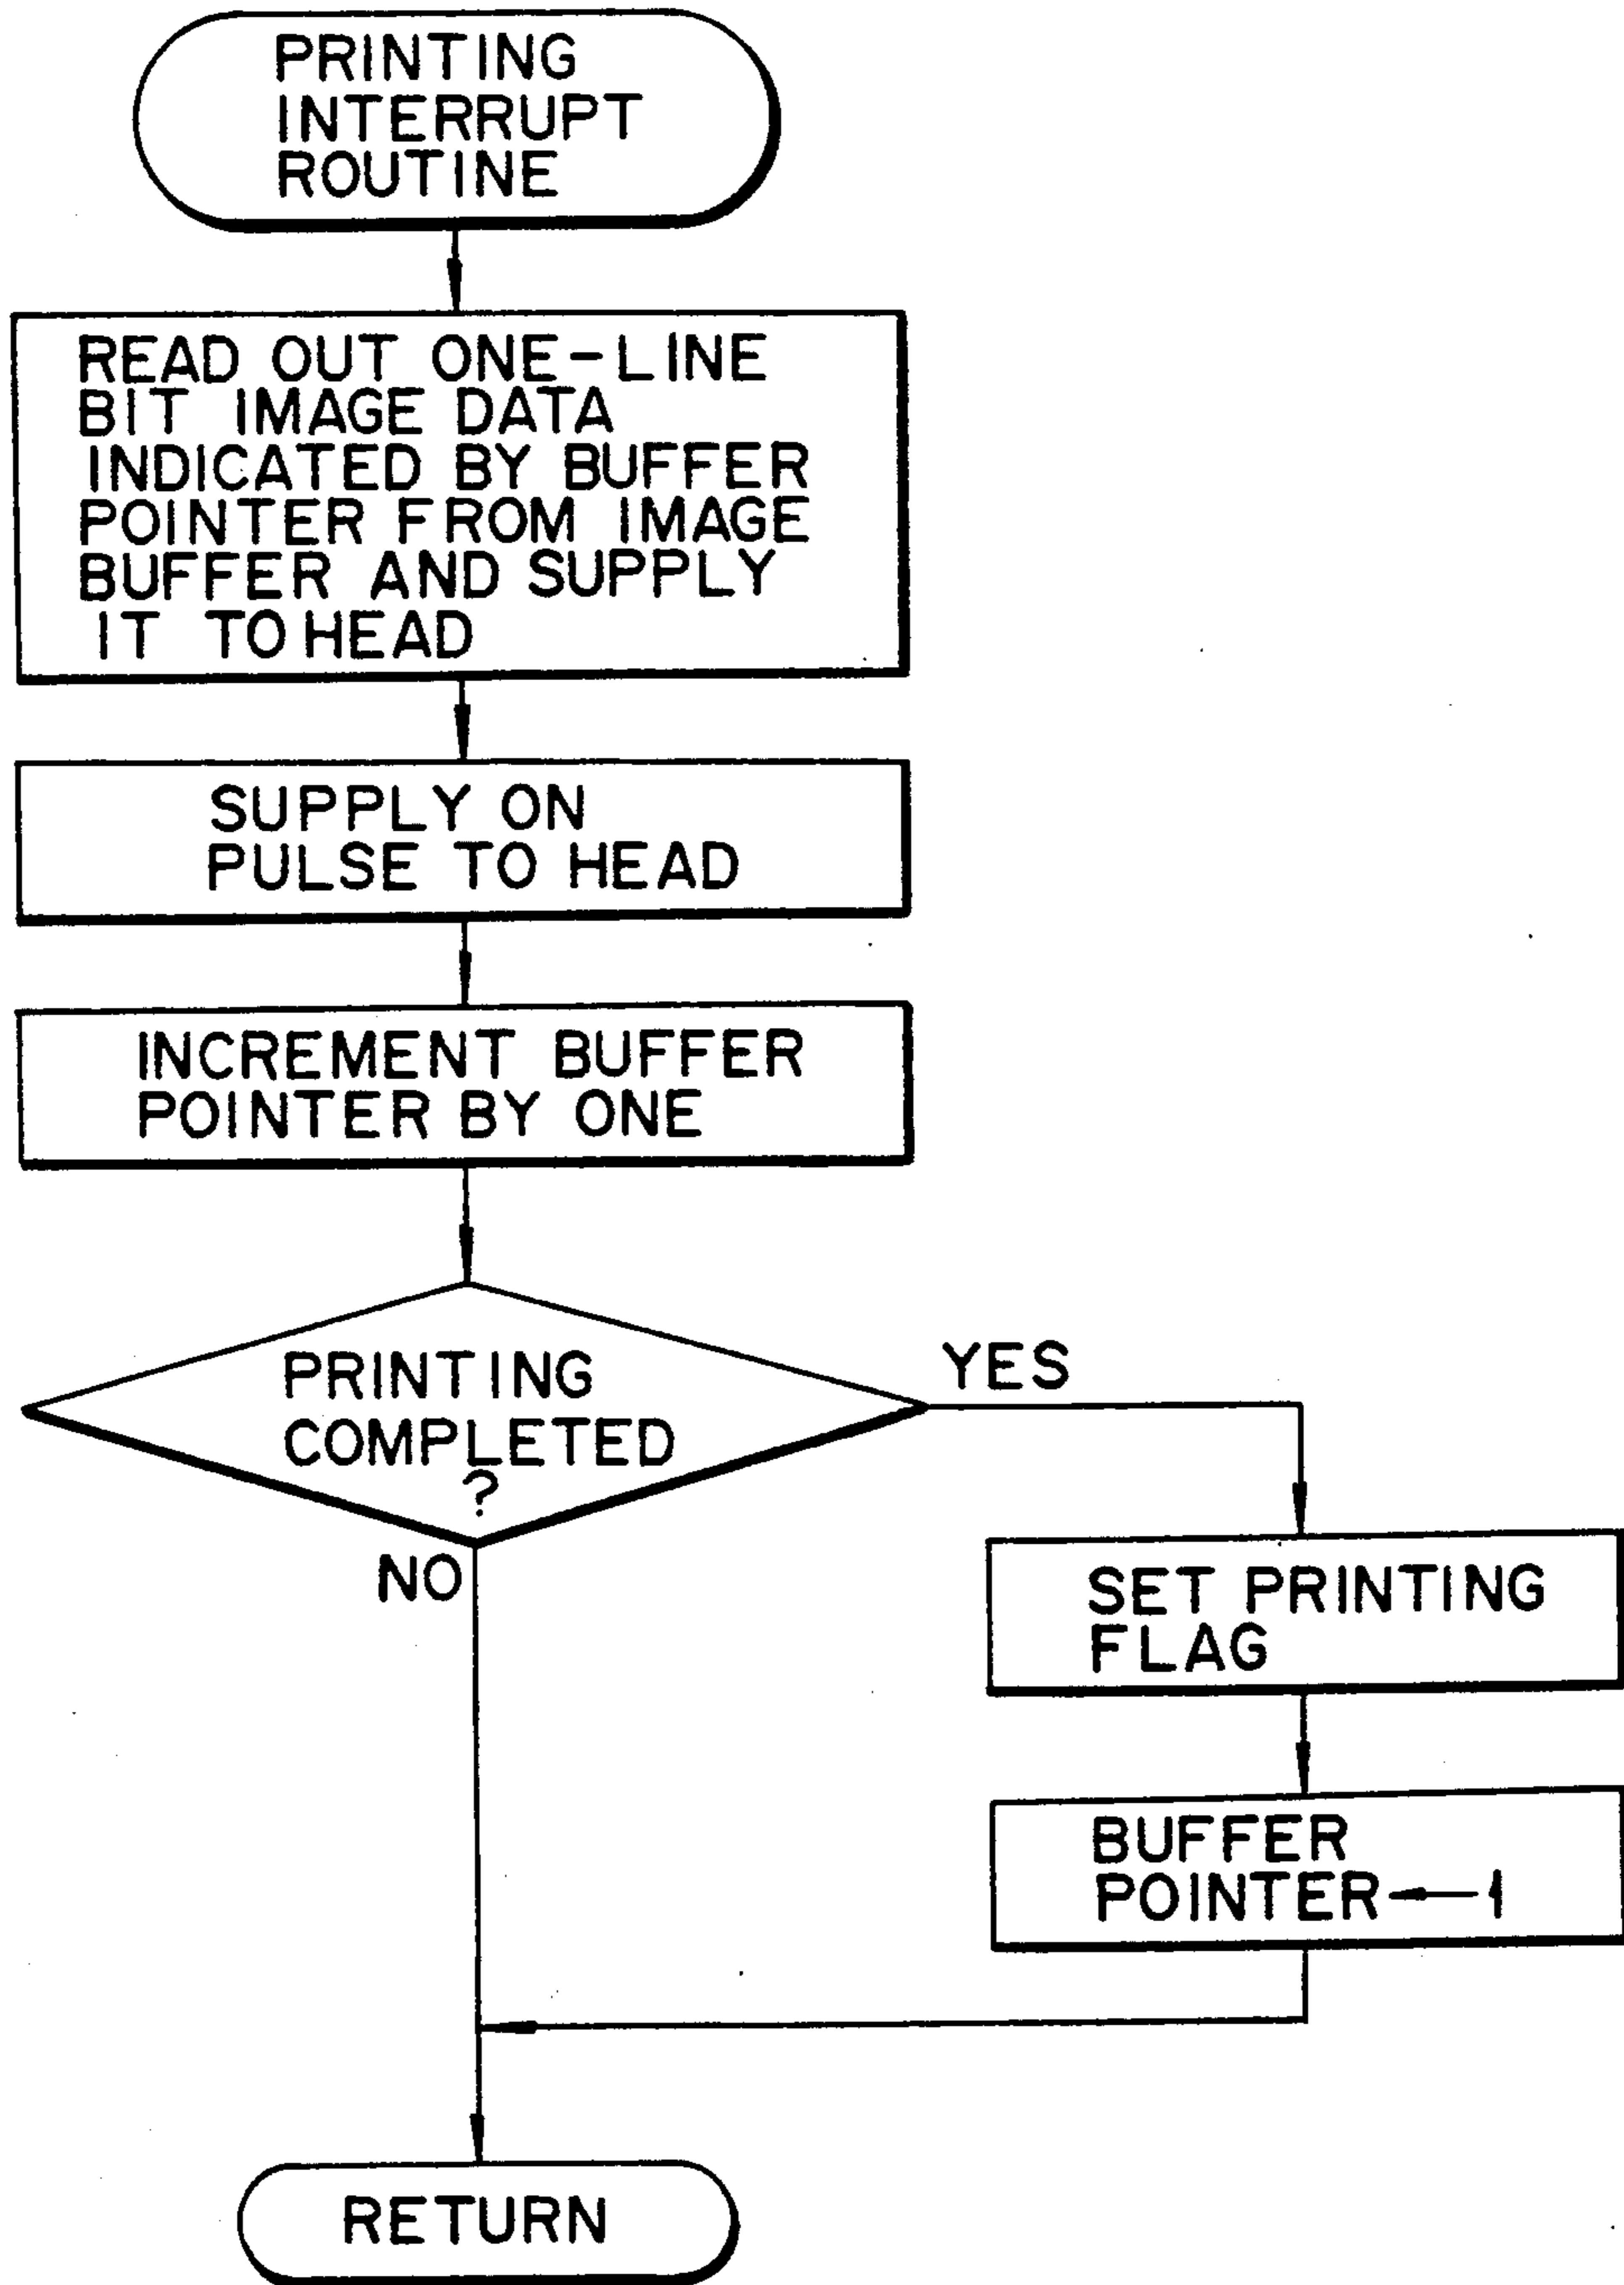 PRINTING
INTERRUPT
ROUTINE
READ OUT ONE-LINE
BIT IMAGE DATA
INDICATED BY BUFFER
POINTER FROM IMAGE
BUFFER AND SUPPLY
IT TO HEAD
SUPPLY ON
PULSE TO HEAD
INCREMENT BUFFER
POINTER BY ONE
PRINTING
COMPLETED
?
YES
NO
SET PRINTING
FLAG
BUFFER
POINTER ← 1
RETURN